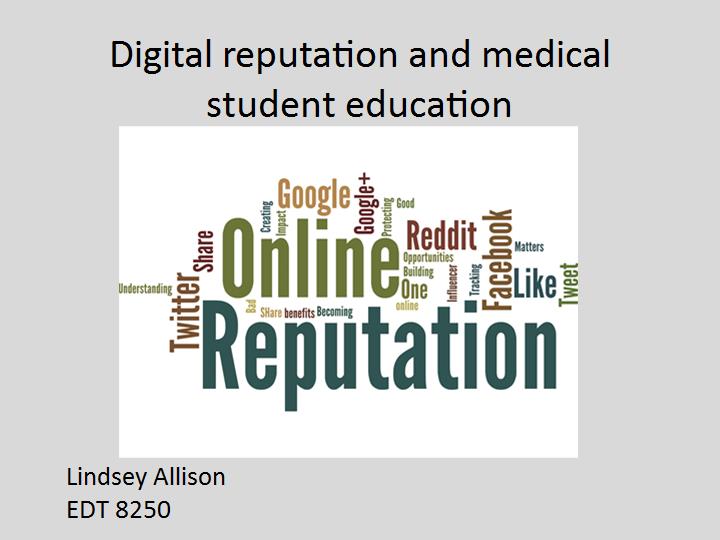 Digital reputation and medical
student education
Google
Google+
Creating
Impact
Protecting
Good
Share
Online
Reddit
Facebook
Matters
Opportunities
Building
Influencer
Tracking
Like
Tweet
Understanding
Twitter
One
online
Bad
SHare
benefits
Becoming
Reputation
Lindsey Allison
EDT 8250